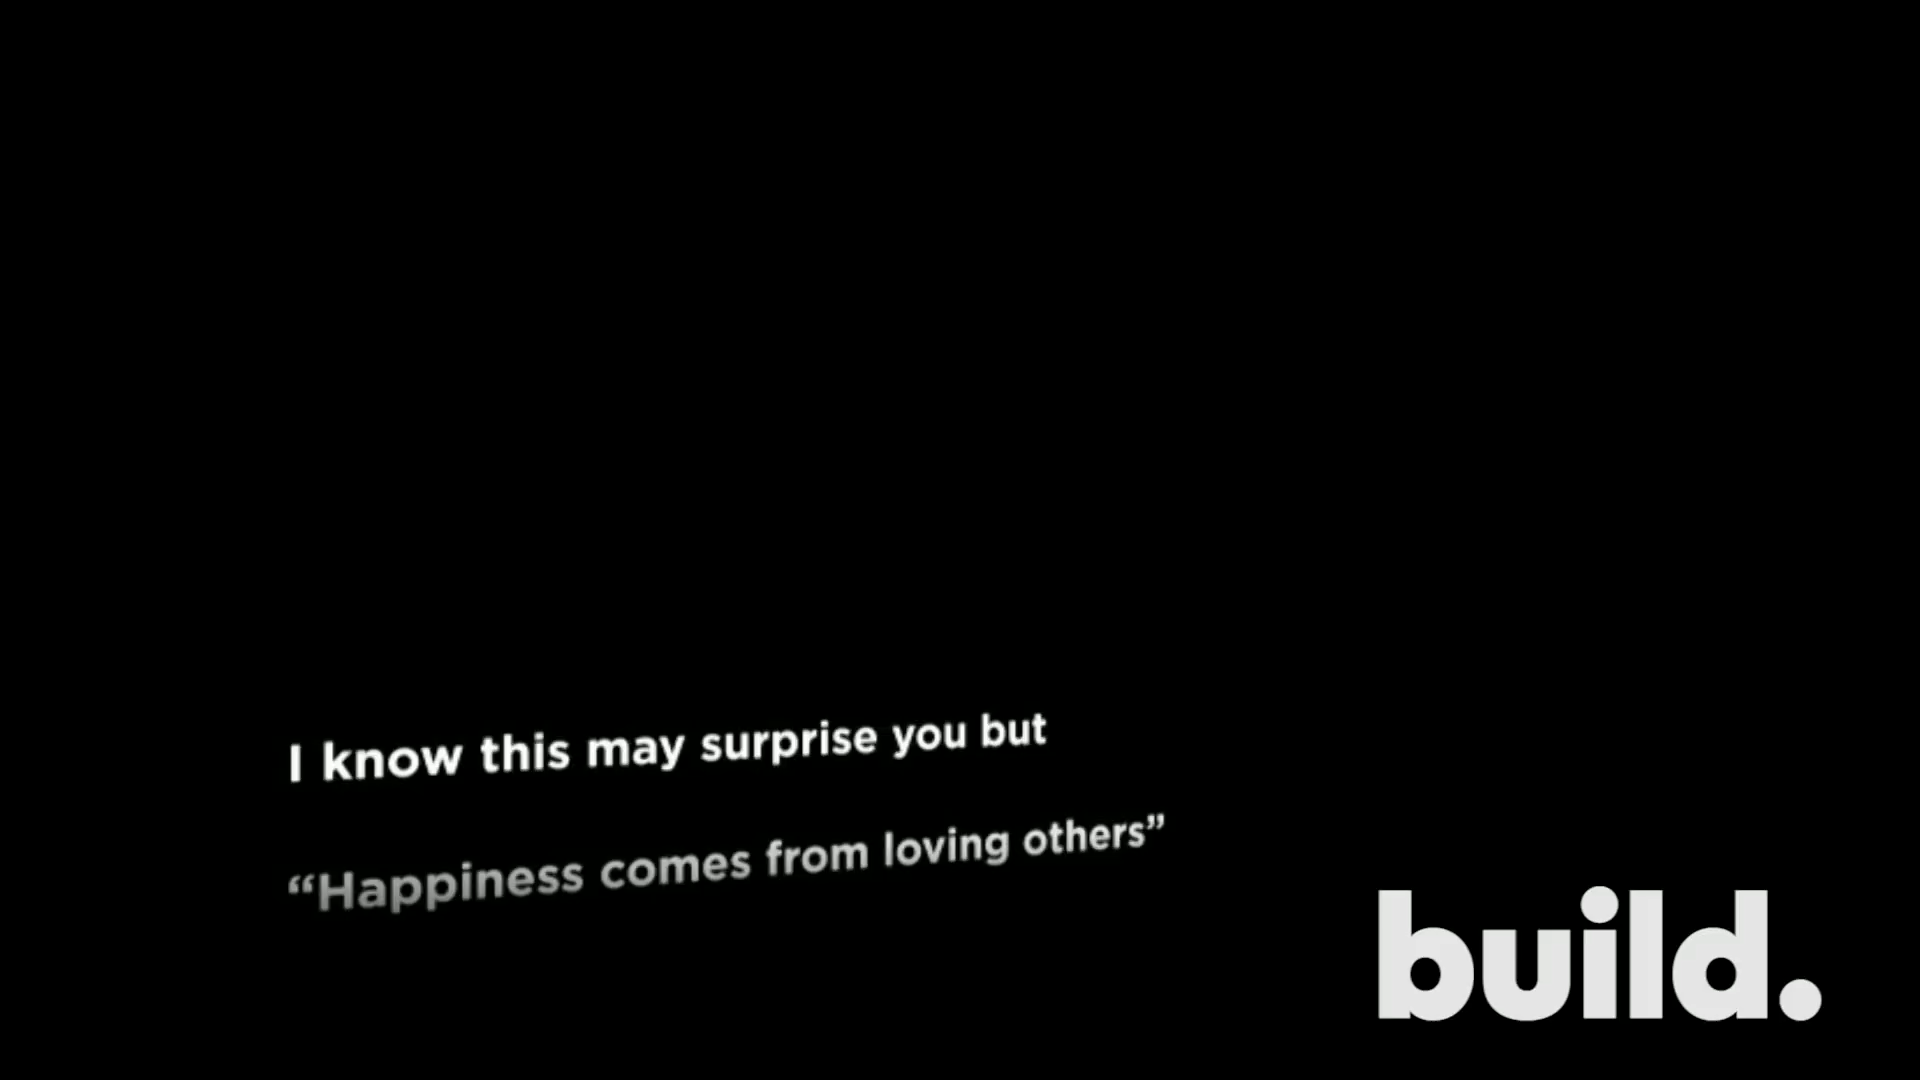 I know this may surprise you but
“Happiness comes from loving others”
build.